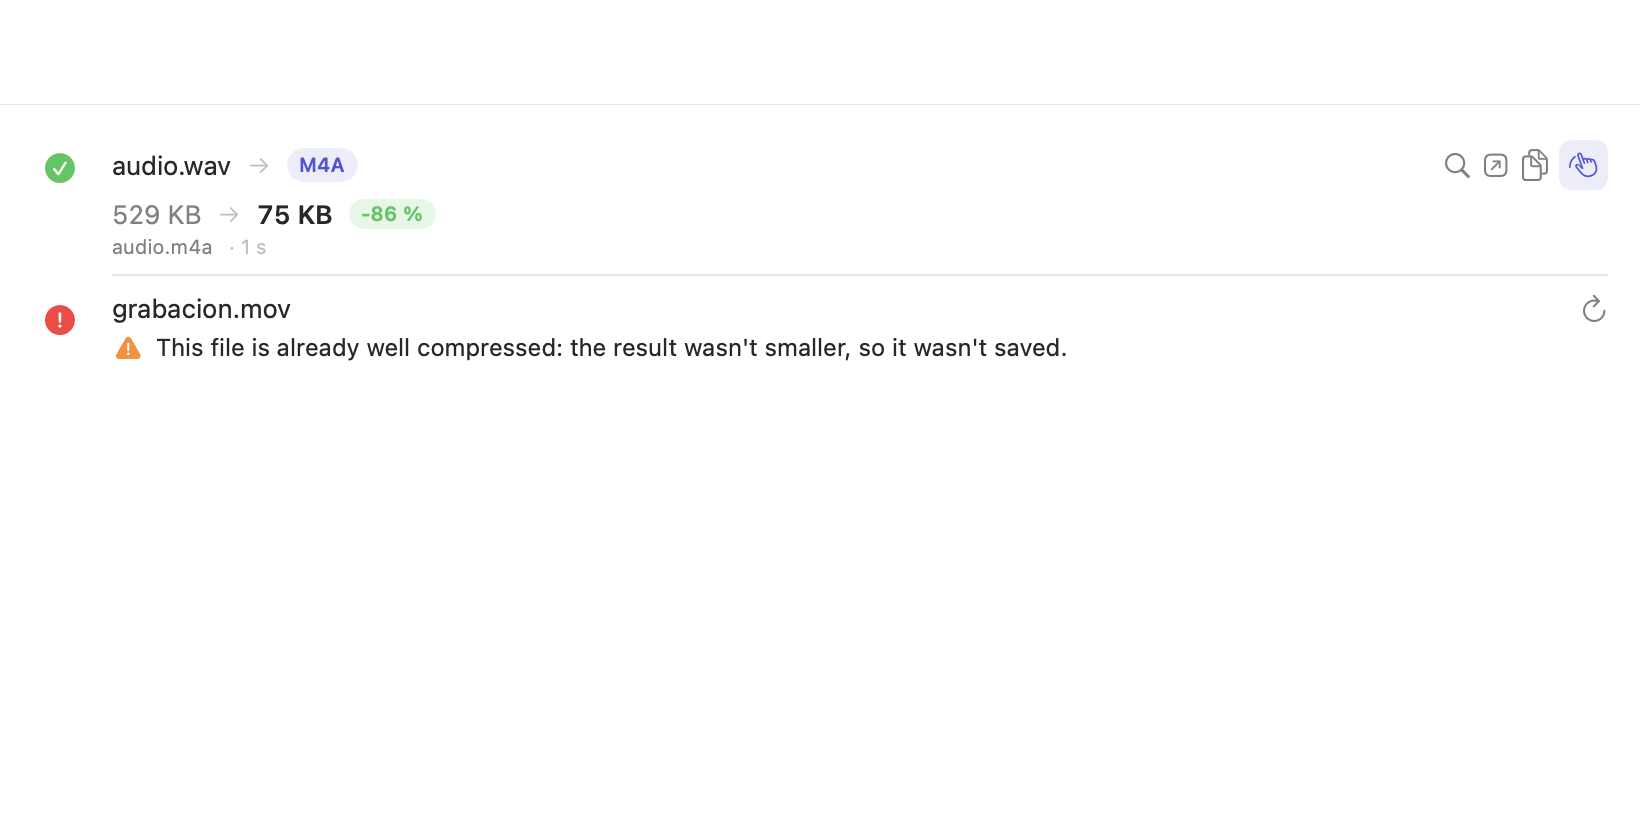 audio.wav → M4A
529 KB → 75 KB -86 %
audio.m4a · 1 s
grabacion.mov
This file is already well compressed: the result wasn't smaller, so it wasn't saved.